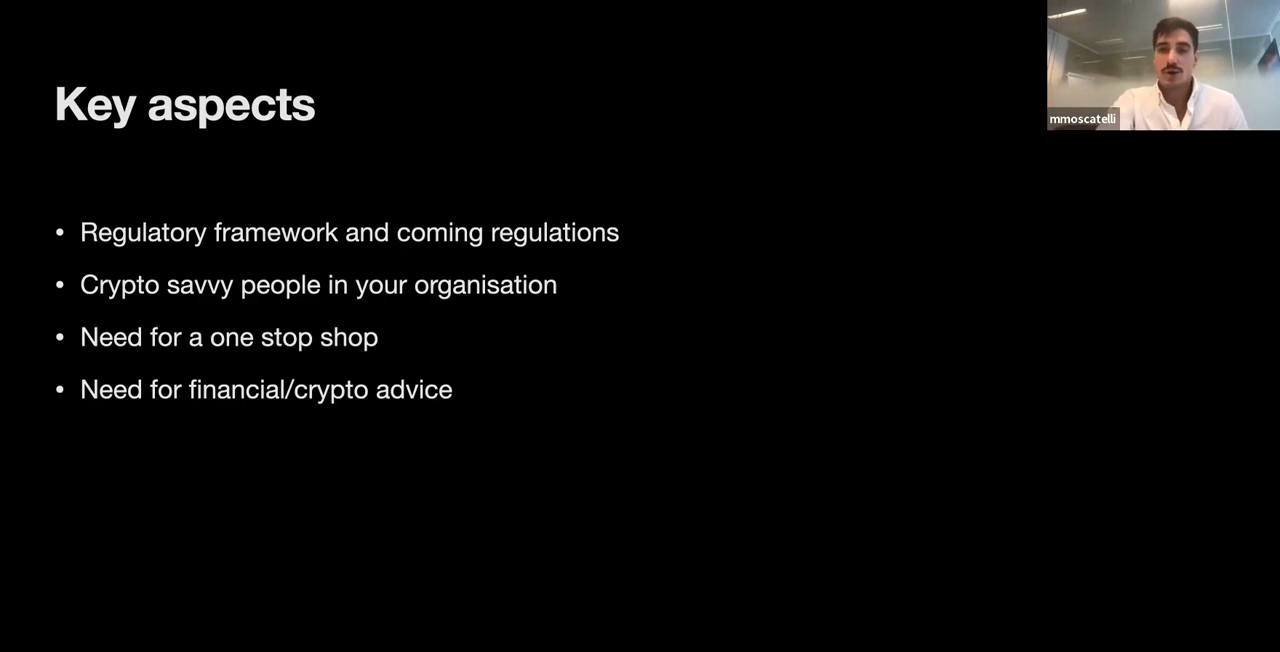 Key aspects
mmoscatelli
• Regulatory framework and coming regulations
• Crypto savvy people in your organisation
• Need for a one stop shop
• Need for financial/crypto advice